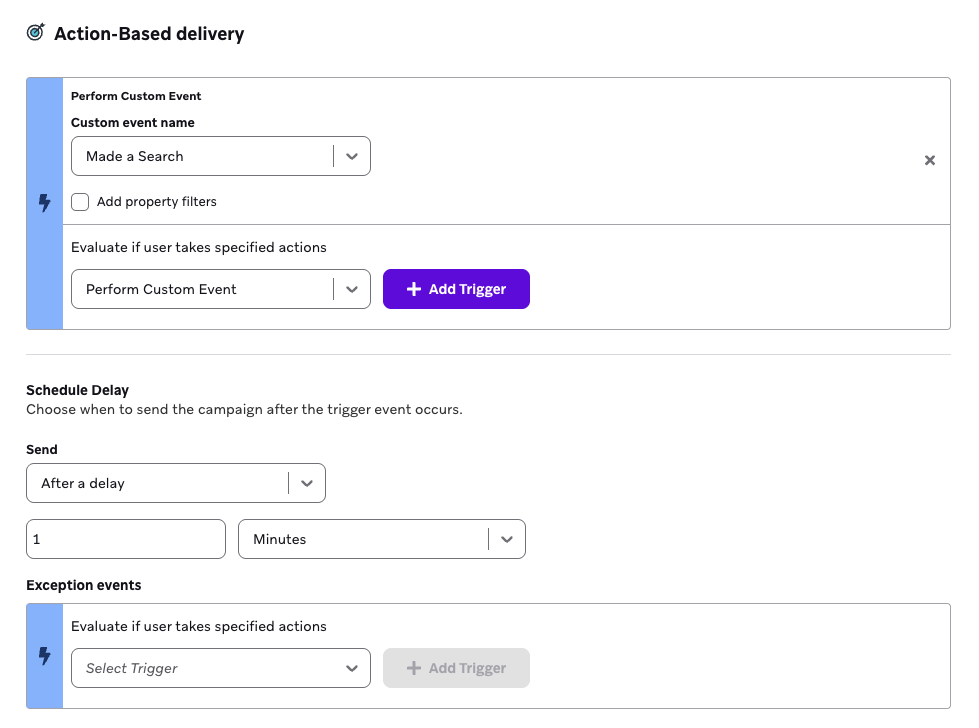 Action-Based delivery
Perform Custom Event
Custom event name
Made a Search
Add property filters
Evaluate if user takes specified actions
Perform Custom Event
Add Trigger
Schedule Delay
Choose when to send the campaign after the trigger event occurs.
Send
After a delay
1
Minutes
Exception events
Evaluate if user takes specified actions
Select Trigger
Add Trigger